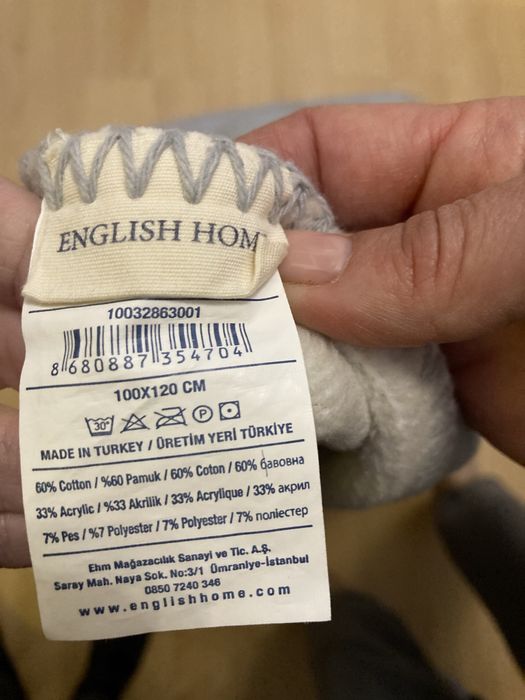 ENGLISH HOM
10032863001
8 680887 354704
100X120 CM
30° P
MADE IN TURKEY / ÜRETİM YERİ TÜRKİYE
60% Cotton / %60 Pamuk / 60% Coton / 60% бавовна
33% Acrylic / %33 Akrilik / 33% Acrylique / 33% акрил
7% Pes / %7 Polyester / 7% Polyester / 7% поліестер
Ehm Mağazacılık Sanayi ve Tic. A.Ş.
Saray Mah. Naya Sok. No:3/1 Ümraniye-İstanbul
0850 7240 346
www.englishhome.com